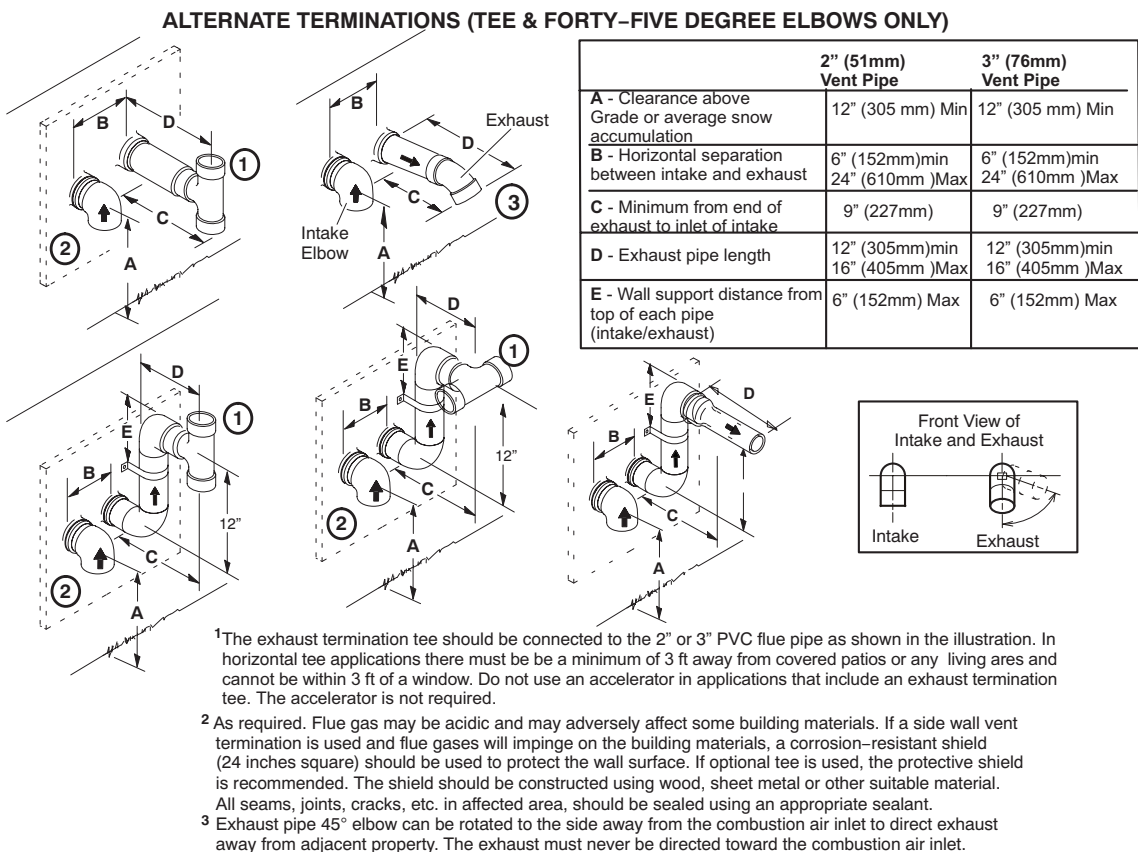 ALTERNATE TERMINATIONS (TEE & FORTY–FIVE DEGREE ELBOWS ONLY)
B
D
1
C
2
A
B
Exhaust
D
C
3
Intake
Elbow
A
2” (51mm)
Vent Pipe
3” (76mm)
Vent Pipe
A - Clearance above
Grade or average snow
accumulation
12” (305 mm) Min
12” (305 mm) Min
B - Horizontal separation
between intake and exhaust
6” (152mm)min
24” (610mm )Max
6” (152mm)min
24” (610mm )Max
C - Minimum from end of
exhaust to inlet of intake
9” (227mm)
9” (227mm)
D - Exhaust pipe length
12” (305mm)min
16” (405mm )Max
12” (305mm)min
16” (405mm )Max
E - Wall support distance from
top of each pipe
(intake/exhaust)
6” (152mm) Max
6” (152mm) Max
D
1
E
B
12”
C
2
A
D
1
E
B
12”
C
2
A
D
E
B
C
A
Front View of
Intake and Exhaust
Intake
Exhaust
1The exhaust termination tee should be connected to the 2” or 3” PVC flue pipe as shown in the illustration. In
horizontal tee applications there must be be a minimum of 3 ft away from covered patios or any living ares and
cannot be within 3 ft of a window. Do not use an accelerator in applications that include an exhaust termination
tee. The accelerator is not required.
2 As required. Flue gas may be acidic and may adversely affect some building materials. If a side wall vent
termination is used and flue gases will impinge on the building materials, a corrosion–resistant shield
(24 inches square) should be used to protect the wall surface. If optional tee is used, the protective shield
is recommended. The shield should be constructed using wood, sheet metal or other suitable material.
All seams, joints, cracks, etc. in affected area, should be sealed using an appropriate sealant.
3 Exhaust pipe 45° elbow can be rotated to the side away from the combustion air inlet to direct exhaust
away from adjacent property. The exhaust must never be directed toward the combustion air inlet.